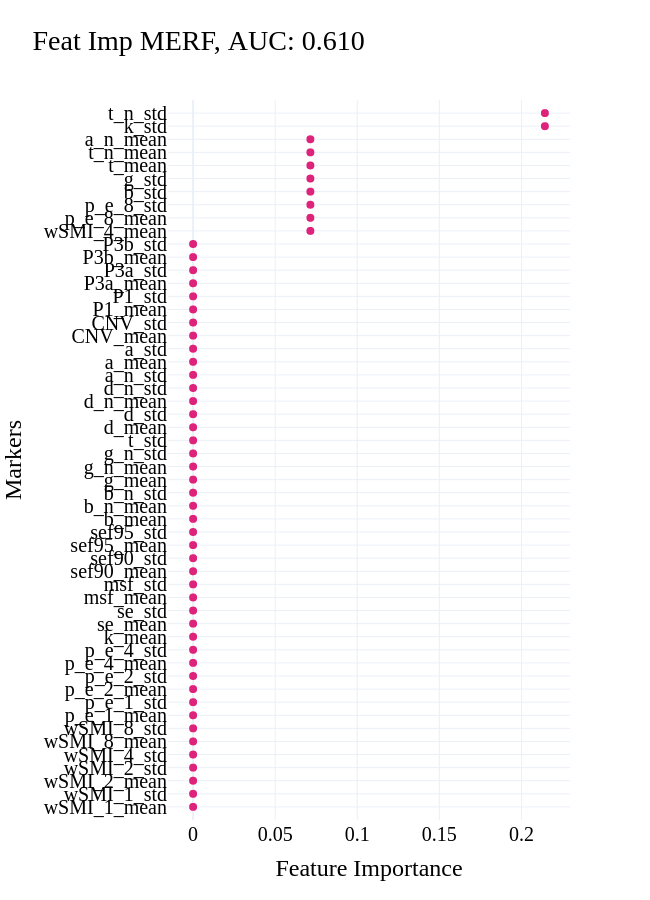 Feat Imp MERF, AUC: 0.610
t_n_std
k_std
a_n_mean
t_n_mean
t_mean
g_std
b_std
p_e_8_std
p_e_8_mean
wSMI_4_mean
P3b_std
P3b_mean
P3a_std
P3a_mean
P1_std
P1_mean
CNV_std
CNV_mean
a_std
a_mean
a_n_std
d_n_std
d_n_mean
d_std
d_mean
t_std
g_n_std
g_n_mean
g_mean
b_n_std
b_n_mean
b_mean
sef95_std
sef95_mean
sef90_std
sef90_mean
msf_std
msf_mean
se_std
se_mean
k_mean
p_e_4_std
p_e_4_mean
p_e_2_std
p_e_2_mean
p_e_1_std
p_e_1_mean
wSMI_8_std
wSMI_8_mean
wSMI_4_std
wSMI_2_std
wSMI_2_mean
wSMI_1_std
wSMI_1_mean
Markers
0 0.05 0.1 0.15 0.2
Feature Importance